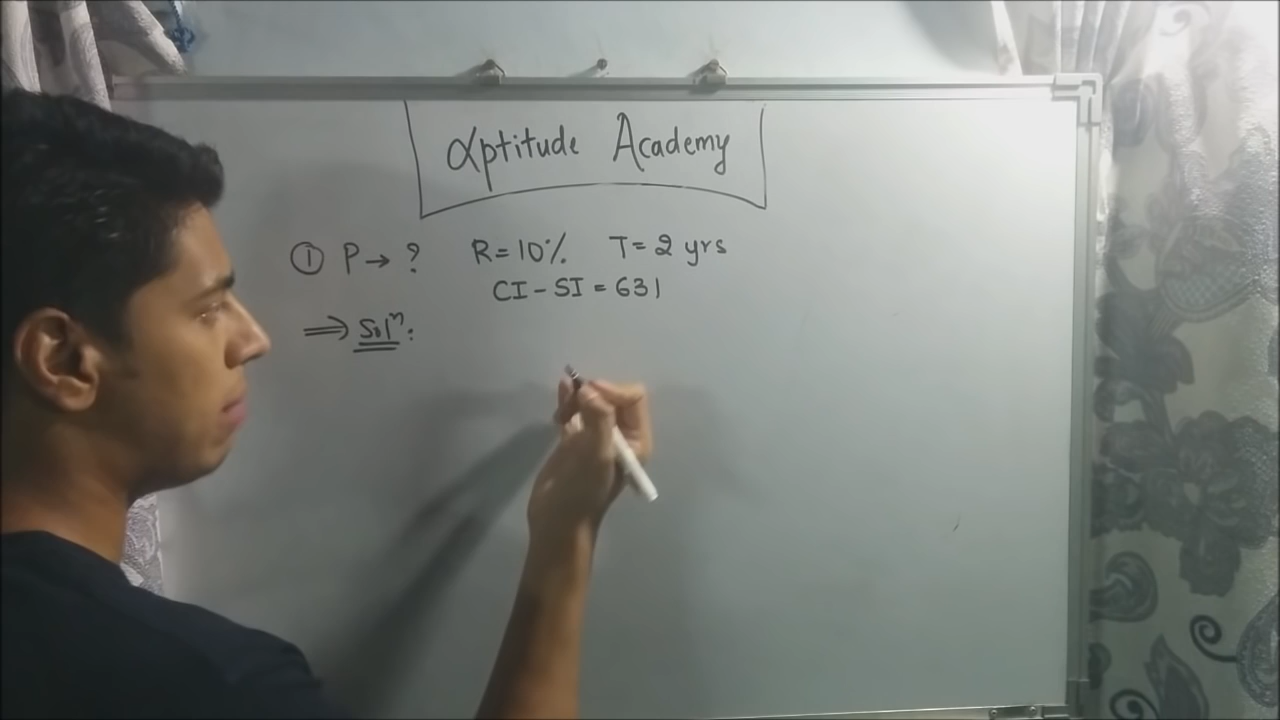 Aptitude Academy
① P → ? R = 10% T = 2 yrs
CI - SI = 631
⇒ Solⁿ: